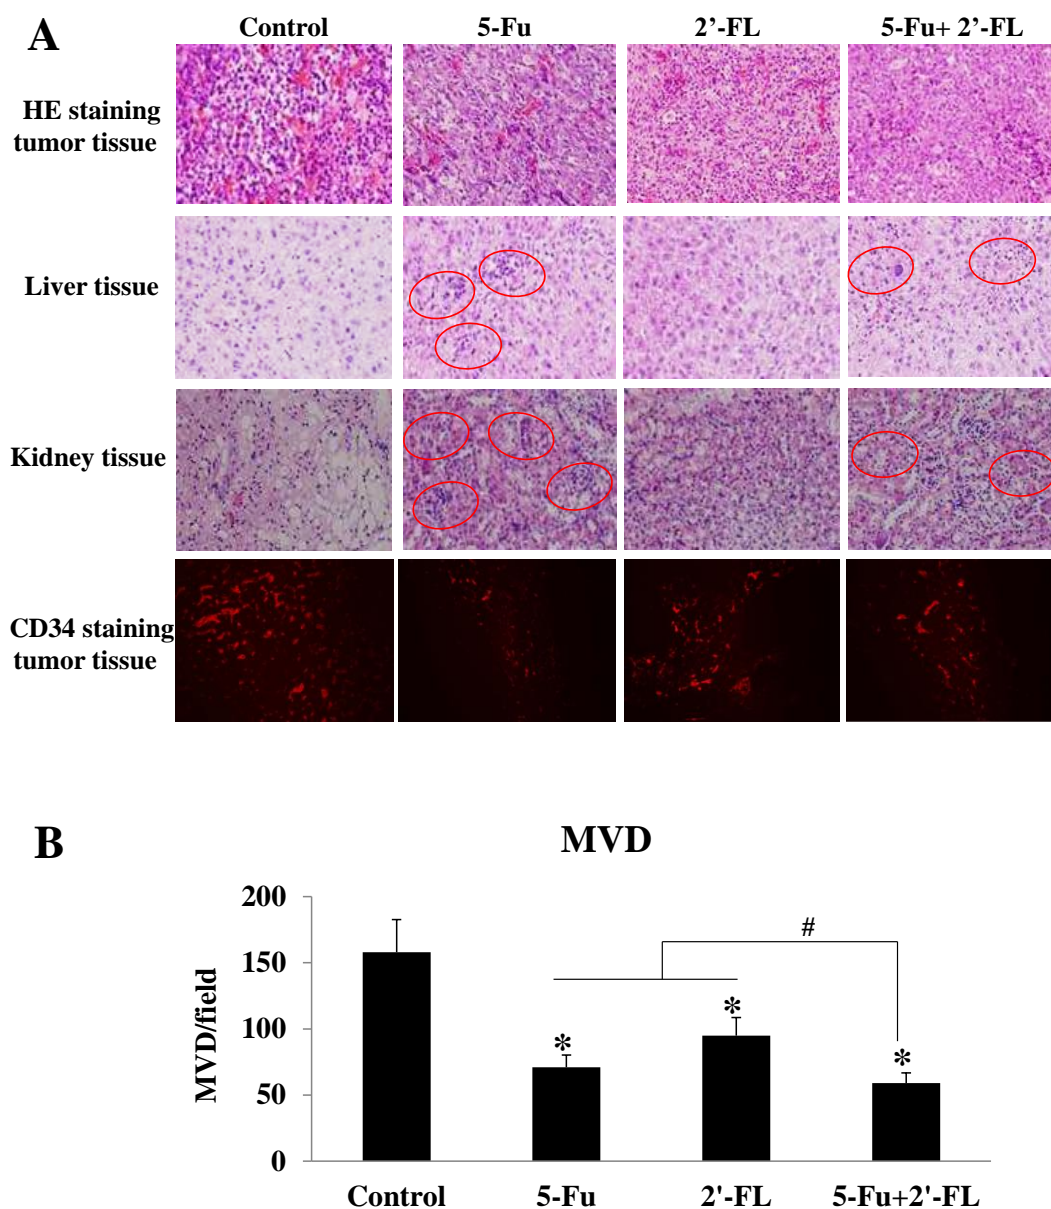 A
Control
5-Fu
2’-FL
5-Fu+ 2’-FL
HE staining
tumor tissue
Liver tissue
Kidney tissue
CD34 staining
tumor tissue
B
MVD
MVD/field
200
150
100
50
0
*
*
*
#
Control
5-Fu
2'-FL
5-Fu+2'-FL